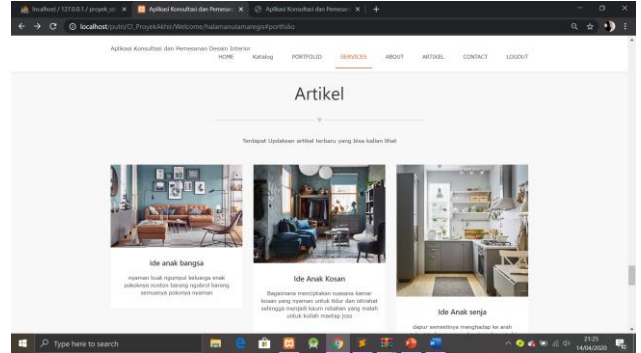 localhost / 127.0.0.1 / proyek_
Aplikasi Konsultasi dan Pemesan
Aplikasi Konsultasi dan Pemesan
localhost/putri/CI_ProyekAkhir/Welcome/halamanutamaregis#portfolio
Aplikasi Konsultasi dan Pemesanan Desain Interior
HOME Katalog PORTFOLIO SERVICES ABOUT ARTIKEL CONTACT LOGOUT
Artikel
Terdapat Updatean artikel terbaru yang bisa kalian lihat
ide anak bangsa
nyaman buat ngumpul keluarga enak
pokoknya nonton bareng ngobrol bareng
semuanya pokonya nyaman
Ide Anak Kosan
Bagaimana menciptakan suasana kamar
kosan yang nyaman untuk tidur dan istirahat
sehingga menjadi kaum rebahan yang malah
untuk kuliah mantap joss
Ide Anak senja
dapur semestinya menghadap ke arah
Type here to search
21:25
14/04/2020